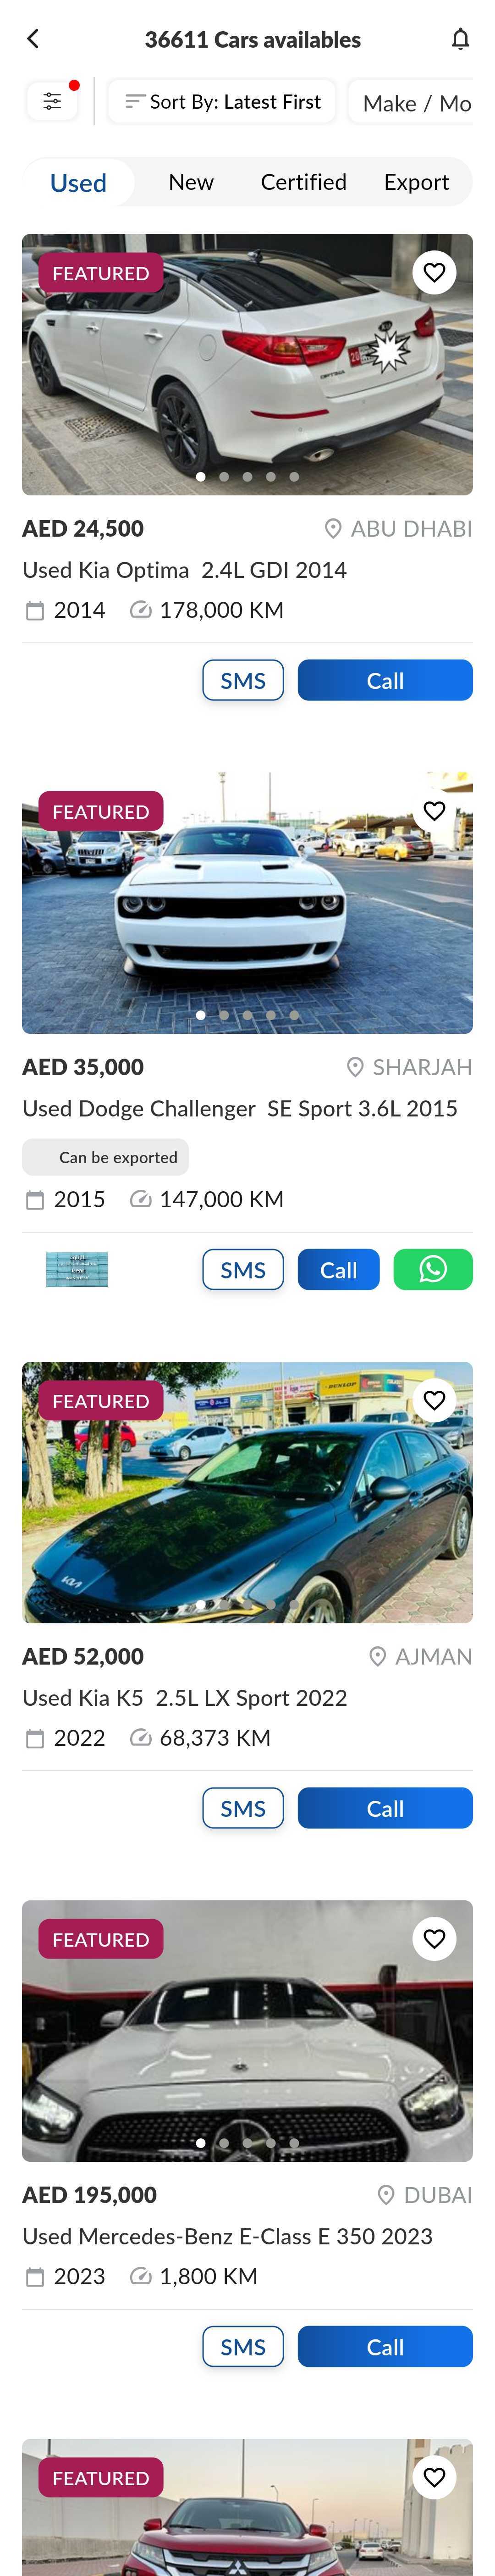 36611 Cars availables
Sort By: Latest First
Make / Mo
Used
New
Certified
Export
FEATURED
OPTIMA
AED 24,500
ABU DHABI
Used Kia Optima 2.4L GDI 2014
2014
178,000 KM
SMS
Call
FEATURED
AED 35,000
SHARJAH
Used Dodge Challenger SE Sport 3.6L 2015
Can be exported
2015
147,000 KM
SMS
Call
FEATURED
DUNLOP
KIA
AED 52,000
AJMAN
Used Kia K5 2.5L LX Sport 2022
2022
68,373 KM
SMS
Call
FEATURED
AED 195,000
DUBAI
Used Mercedes-Benz E-Class E 350 2023
2023
1,800 KM
SMS
Call
FEATURED